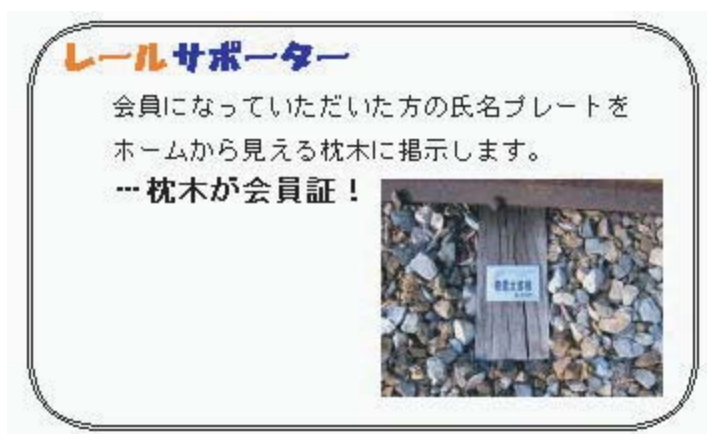 レールサポーター
会員になっていただいた方の氏名プレートを
ホームから見える枕木に掲示します。
…枕木が会員証！